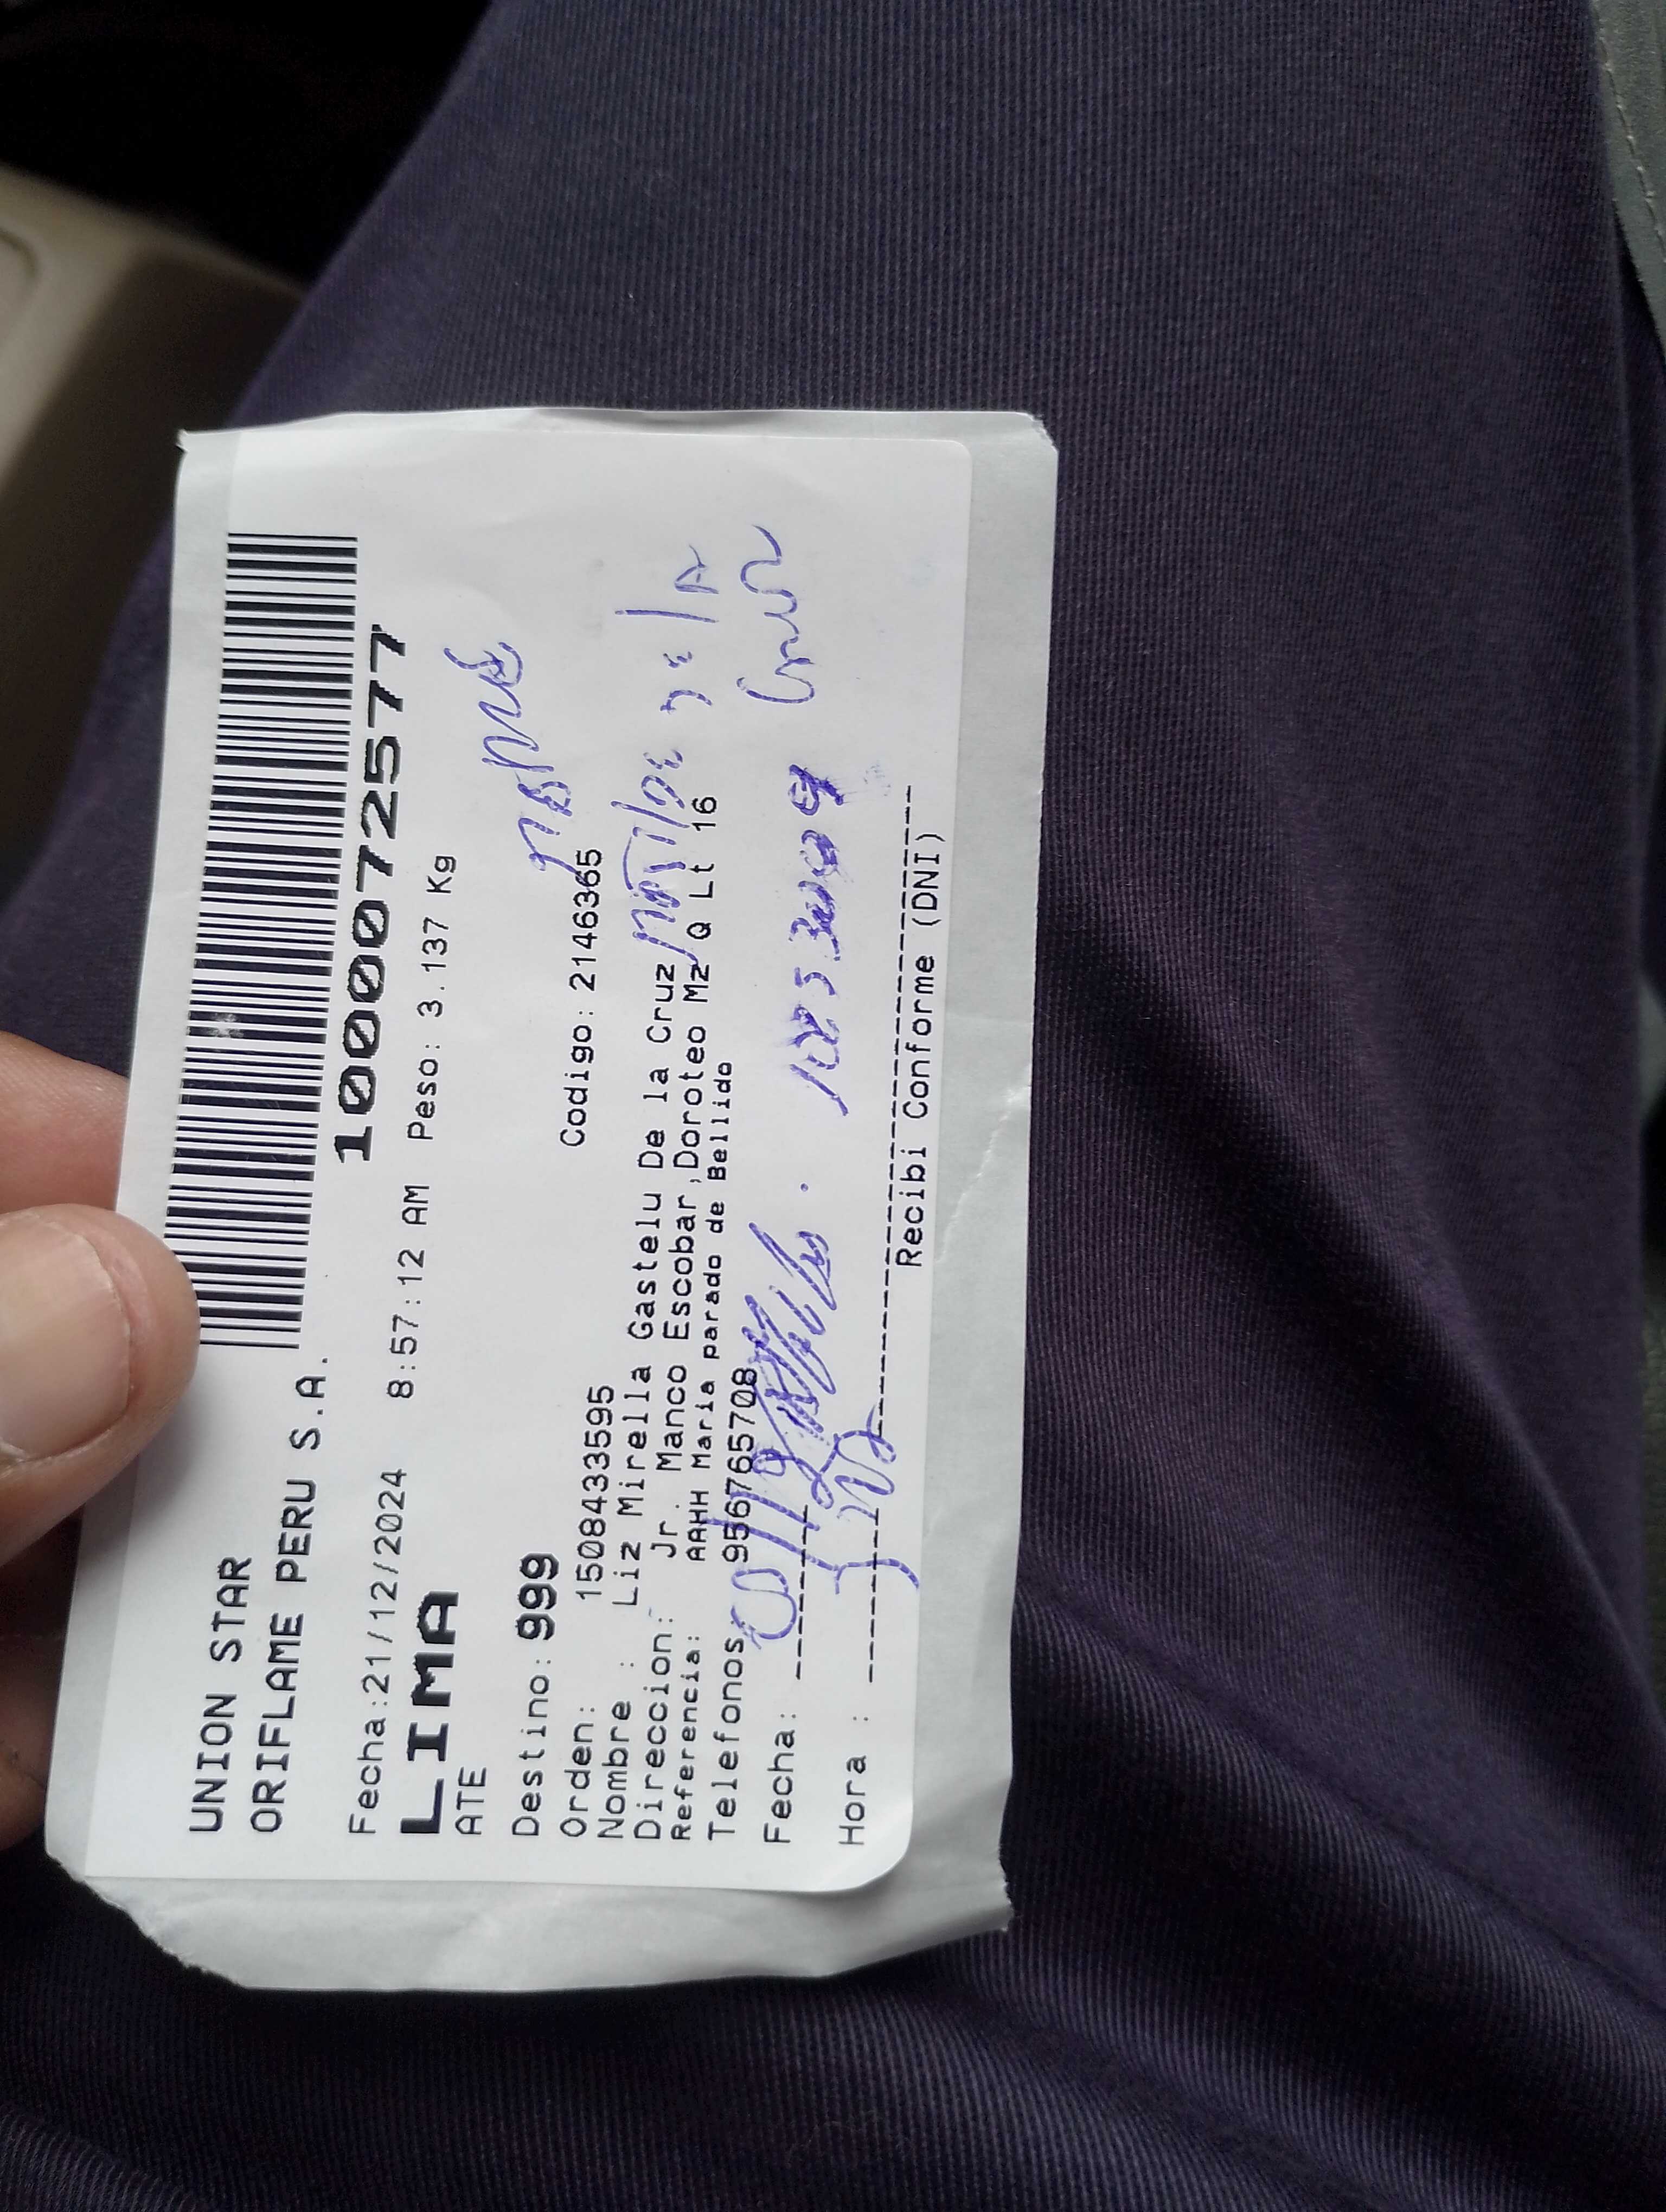 UNION STAR
ORIFLAME PERU S.A.
1000072577
Fecha:21/12/2024 8:57:12 AM Peso: 3.137 Kg
LIMA
ATE
Destino: 999
Orden: 1508433595 Codigo: 2146365
Nombre : Liz Mirella Gastelu De la Cruz
Direccion: Jr. Manco Escobar,Doroteo Mz Q Lt 16
Referencia: AAHH Maria parado de Bellido
Telefonos 956765708
Fecha:
Hora :
Recibi Conforme (DNI)